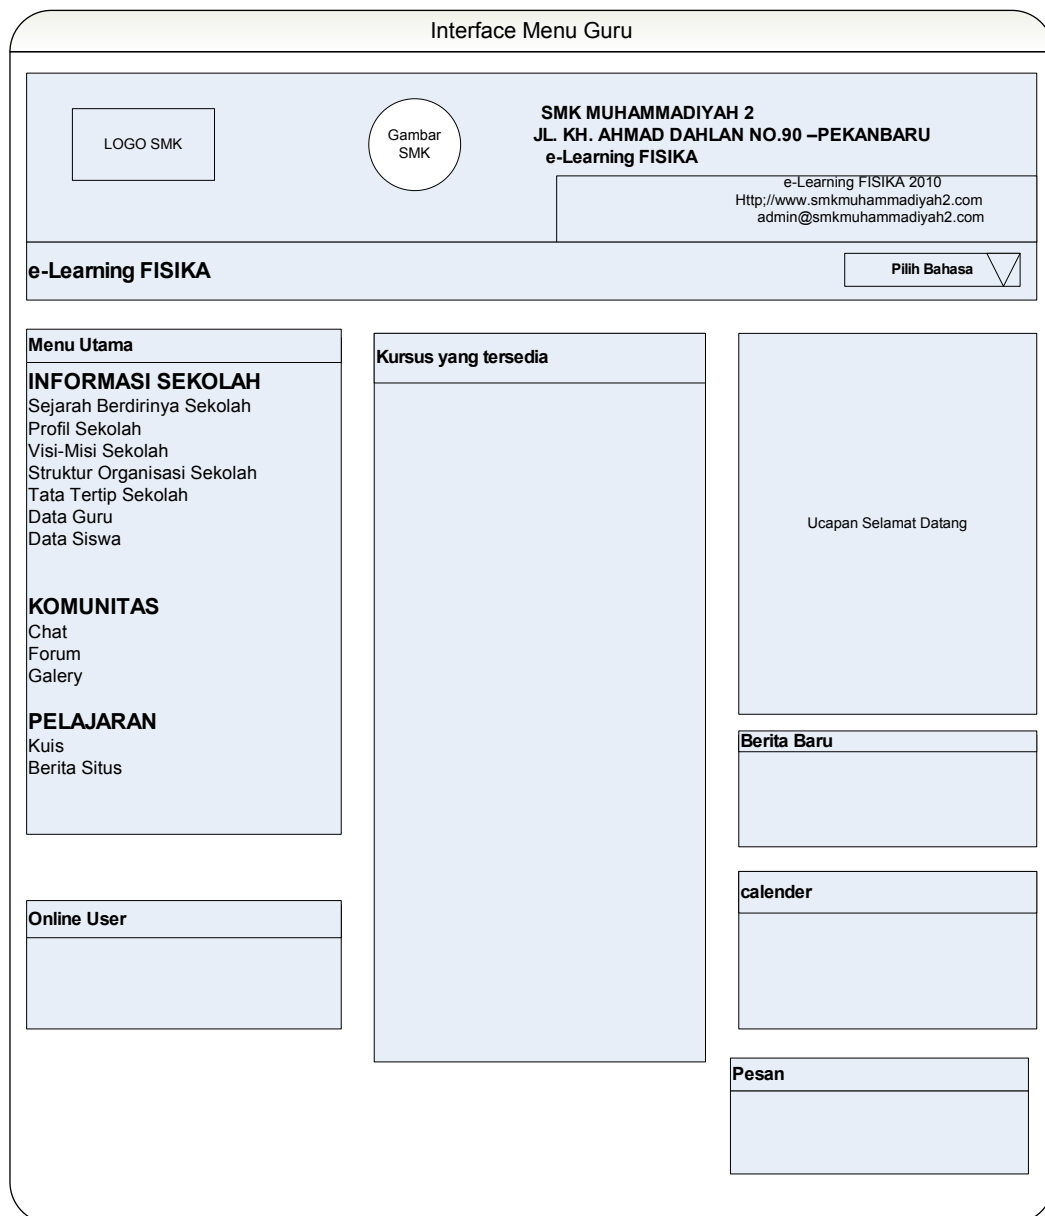 Interface Menu Guru
LOGO SMK
Gambar
SMK
SMK MUHAMMADIYAH 2
JL. KH. AHMAD DAHLAN NO.90 –PEKANBARU
e-Learning FISIKA
e-Learning FISIKA 2010
Http;//www.smkmuhammadiyah2.com
admin@smkmuhammadiyah2.com
e-Learning FISIKA
Pilih Bahasa
Menu Utama
INFORMASI SEKOLAH
Sejarah Berdirinya Sekolah
Profil Sekolah
Visi-Misi Sekolah
Struktur Organisasi Sekolah
Tata Tertip Sekolah
Data Guru
Data Siswa
KOMUNITAS
Chat
Forum
Galery
PELAJARAN
Kuis
Berita Situs
Online User
Kursus yang tersedia
Ucapan Selamat Datang
Berita Baru
calender
Pesan